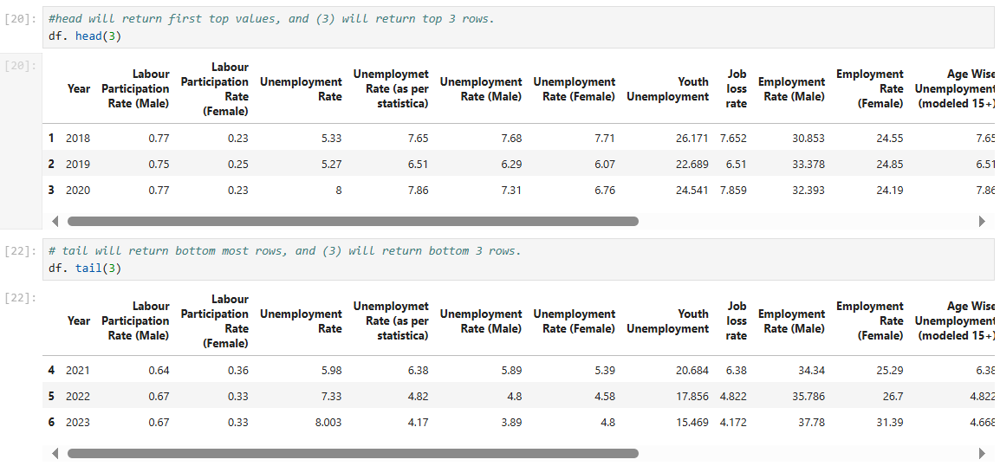 [20]: #head will return first top values, and (3) will return top 3 rows.
df. head(3)
[20]:
Year Labour Participation Rate (Male) Labour Participation Rate (Female) Unemployment Rate Unemploymet Rate (as per statistica) Unemployment Rate (Male) Unemployment Rate (Female) Youth Unemployment Job loss rate Employment Rate (Male) Employment Rate (Female) Age Wise Unemployment (modeled 15+)
1 2018 0.77 0.23 5.33 7.65 7.68 7.71 26.171 7.652 30.853 24.55 7.65
2 2019 0.75 0.25 5.27 6.51 6.29 6.07 22.689 6.51 33.378 24.85 6.51
3 2020 0.77 0.23 8 7.86 7.31 6.76 24.541 7.859 32.393 24.19 7.86
[22]: # tail will return bottom most rows, and (3) will return bottom 3 rows.
df. tail(3)
[22]:
Year Labour Participation Rate (Male) Labour Participation Rate (Female) Unemployment Rate Unemploymet Rate (as per statistica) Unemployment Rate (Male) Unemployment Rate (Female) Youth Unemployment Job loss rate Employment Rate (Male) Employment Rate (Female) Age Wise Unemployment (modeled 15+)
4 2021 0.64 0.36 5.98 6.38 5.89 5.39 20.684 6.38 34.34 25.29 6.38
5 2022 0.67 0.33 7.33 4.82 4.8 4.58 17.856 4.822 35.786 26.7 4.822
6 2023 0.67 0.33 8.003 4.17 3.89 4.8 15.469 4.172 37.78 31.39 4.668